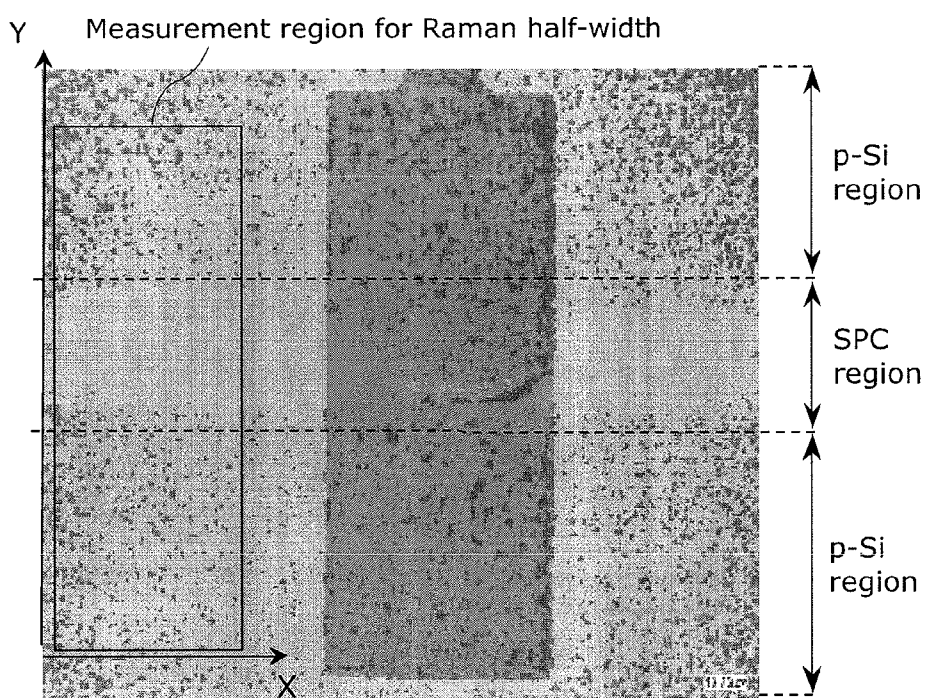 Y
Measurement region for Raman half-width
p-Si
region
SPC
region
p-Si
region
X